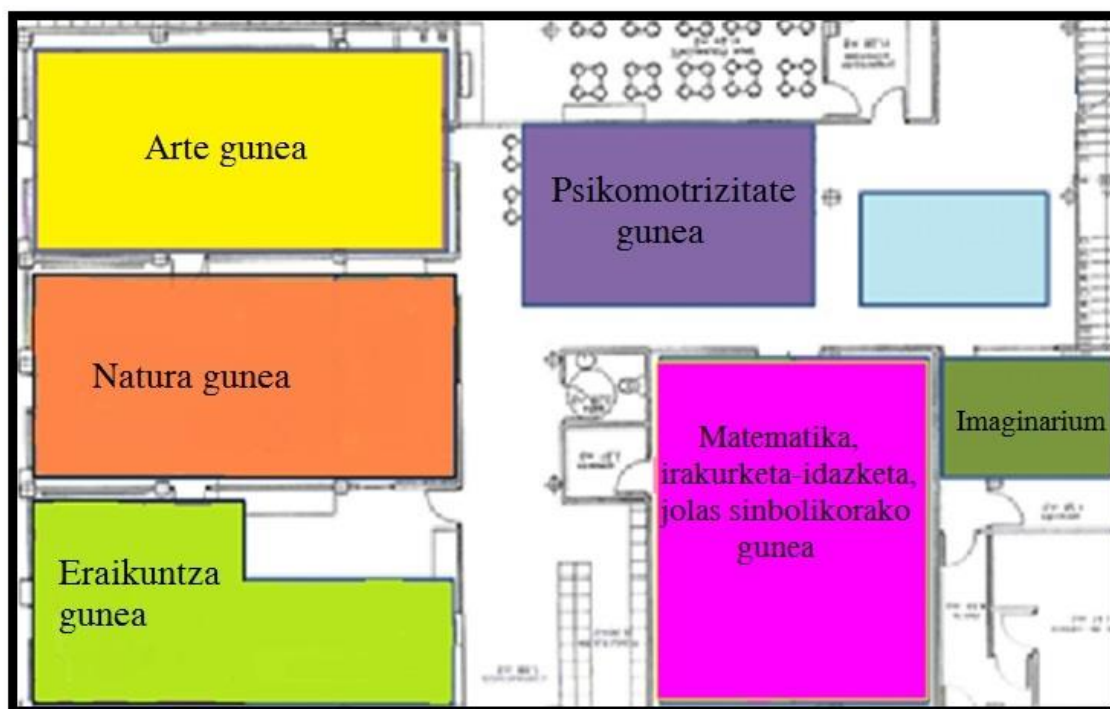 Arte gunea
Psikomotrizitate
gunea
Natura gunea
Matematika,
irakurketa-idazketa,
jolas sinbolikorako
gunea
Imaginarium
Eraikuntza
gunea